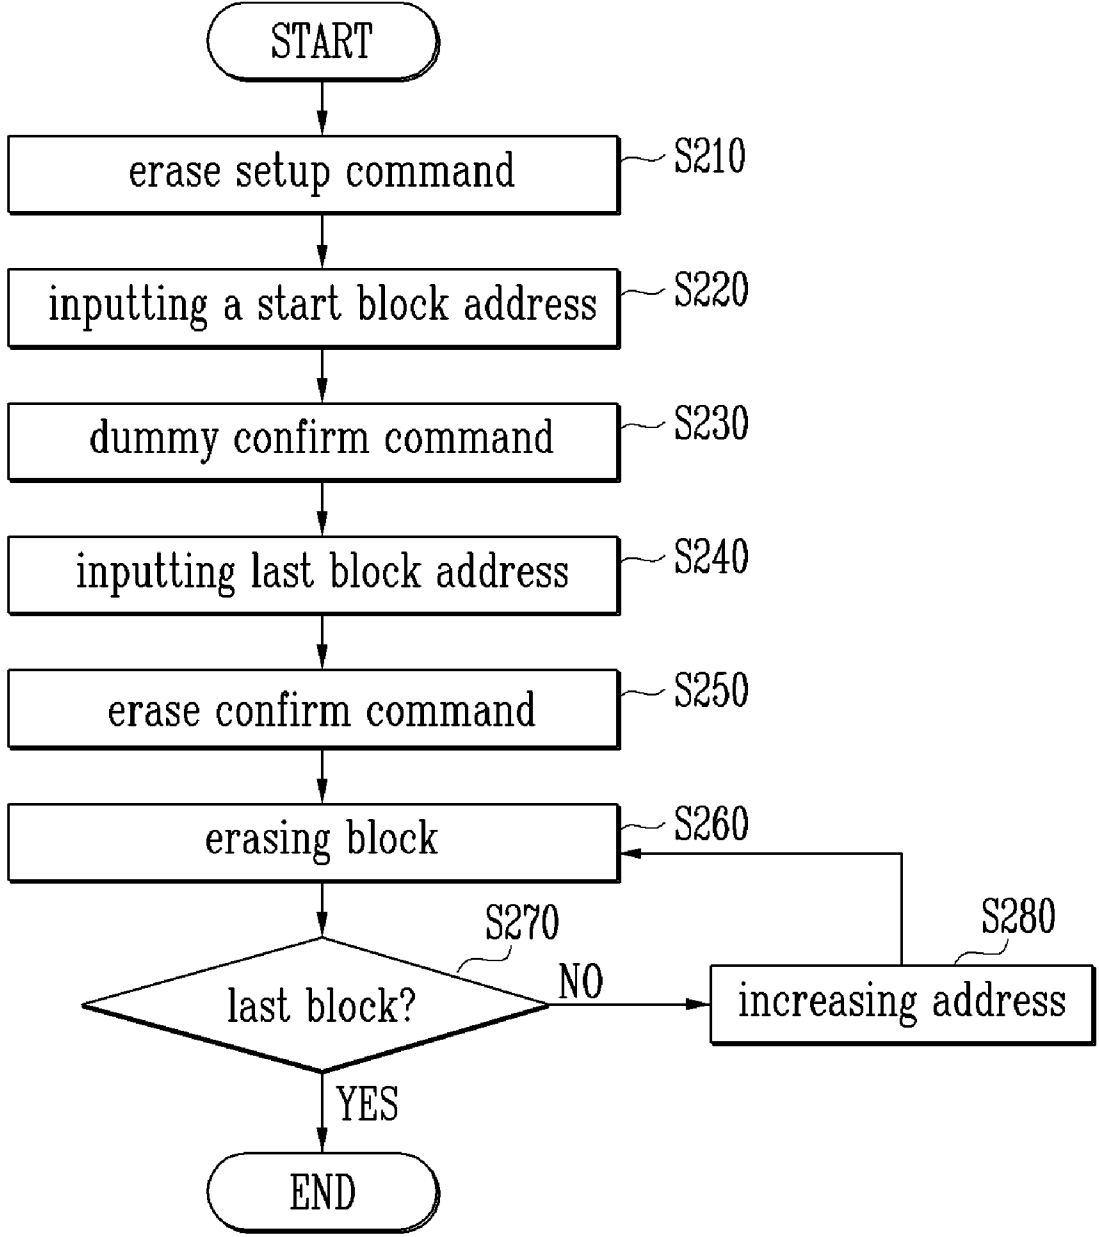 START
erase setup command
S210
inputting a start block address
S220
dummy confirm command
S230
inputting last block address
S240
erase confirm command
S250
erasing block
S260
S270
last block?
NO
S280
increasing address
YES
END